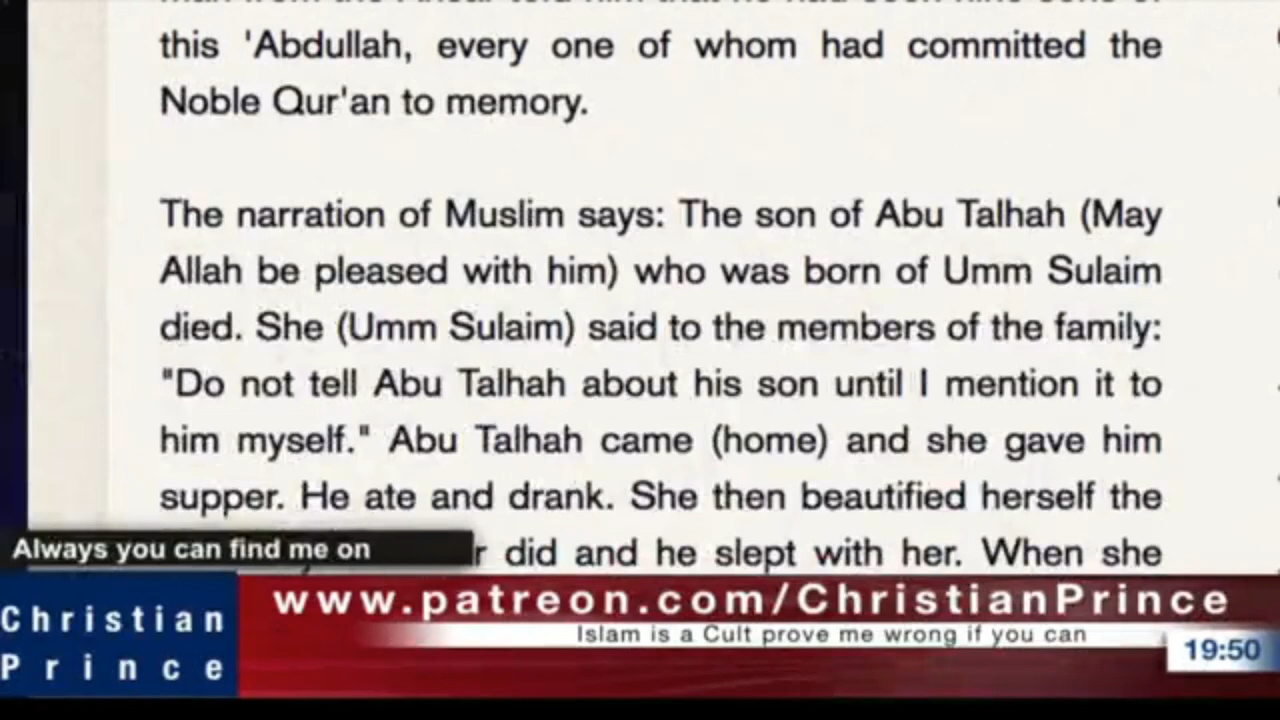 this 'Abdullah, every one of whom had committed the
Noble Qur'an to memory.
The narration of Muslim says: The son of Abu Talhah (May
Allah be pleased with him) who was born of Umm Sulaim
died. She (Umm Sulaim) said to the members of the family:
"Do not tell Abu Talhah about his son until I mention it to
him myself." Abu Talhah came (home) and she gave him
supper. He ate and drank. She then beautified herself the
did and he slept with her. When she
Always you can find me on
www.patreon.com/ChristianPrince
Islam is a Cult prove me wrong if you can
Christian
Prince
19:50